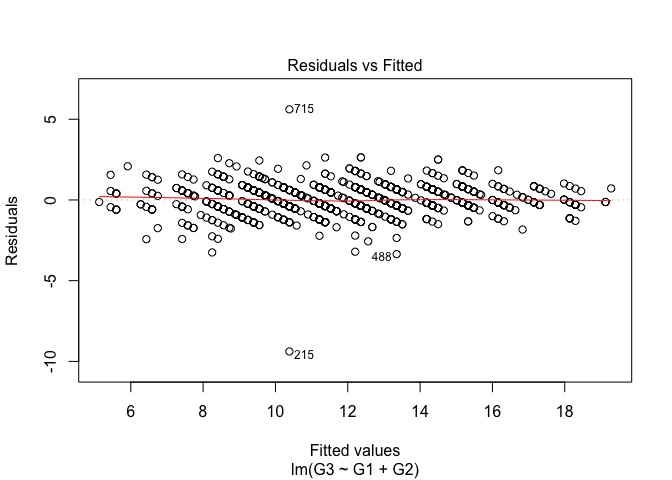 Residuals vs Fitted
715
5
0
Residuals
-5
488
-10
215
6 8 10 12 14 16 18
Fitted values
lm(G3 ~ G1 + G2)